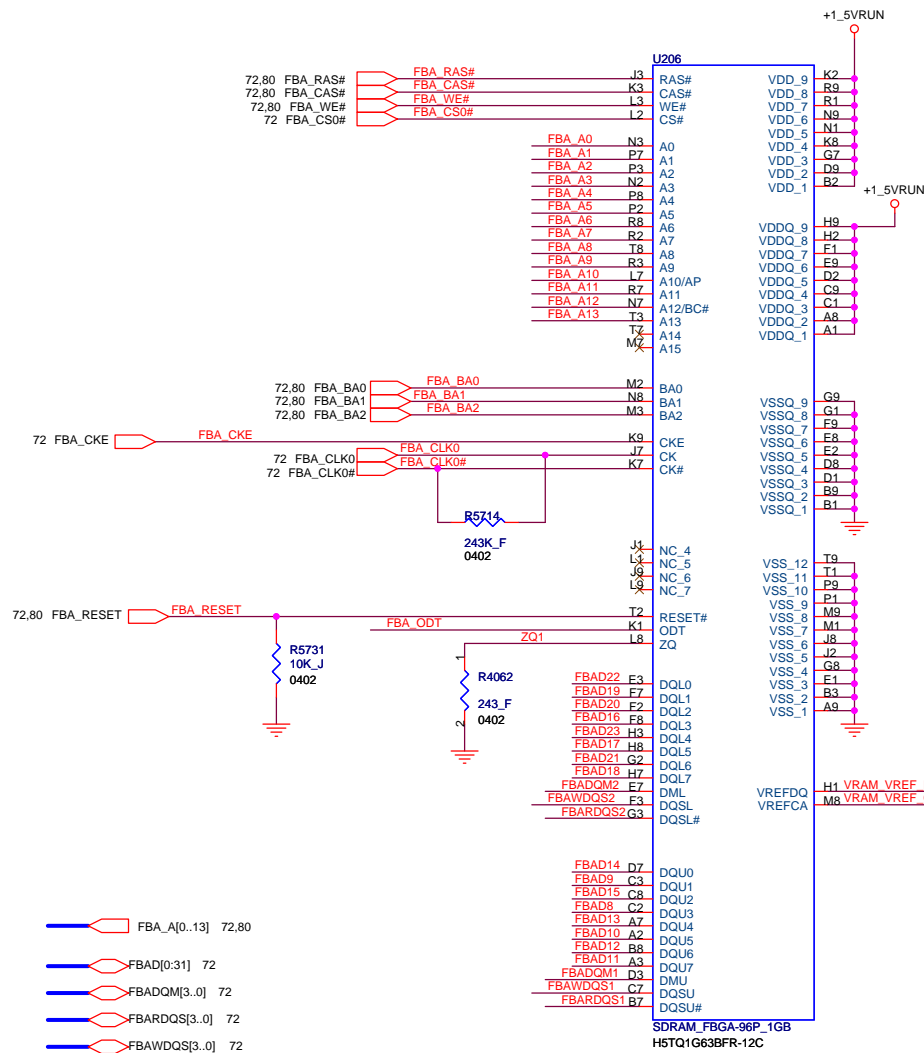 +1_5VRUN
U206
72,80 FBA_RAS# FBA_RAS# J3 RAS# VDD_9 K2
72,80 FBA_CAS# FBA_CAS# K3 CAS# VDD_8 R9
72,80 FBA_WE# FBA_WE# L3 WE# VDD_7 R1
72 FBA_CS0# FBA_CS0# L2 CS# VDD_6 N9
VDD_5 N1
FBA_A0 N3 A0 VDD_4 K8
FBA_A1 P7 A1 VDD_3 G7
FBA_A2 P3 A2 VDD_2 D9
FBA_A3 N2 A3 VDD_1 B2
+1_5VRUN
FBA_A4 P8 A4
FBA_A5 P2 A5
FBA_A6 R8 A6 VDDQ_9 H9
FBA_A7 R2 A7 VDDQ_8 H2
FBA_A8 T8 A8 VDDQ_7 F1
FBA_A9 R3 A9 VDDQ_6 E9
FBA_A10 L7 A10/AP VDDQ_5 D2
FBA_A11 R7 A11 VDDQ_4 C9
FBA_A12 N7 A12/BC# VDDQ_3 C1
FBA_A13 T3 A13 VDDQ_2 A8
T7 A14 VDDQ_1 A1
M7 A15
72,80 FBA_BA0 FBA_BA0 M2 BA0
72,80 FBA_BA1 FBA_BA1 N8 BA1 VSSQ_9 G9
72,80 FBA_BA2 FBA_BA2 M3 BA2 VSSQ_8 G1
VSSQ_7 F9
72 FBA_CKE FBA_CKE K9 CKE VSSQ_6 E8
72 FBA_CLK0 FBA_CLK0 J7 CK VSSQ_5 E2
72 FBA_CLK0# FBA_CLK0# K7 CK# VSSQ_4 D8
VSSQ_3 D1
VSSQ_2 B9
VSSQ_1 B1
R5714
243K_F
0402
J1 NC_4
L1 NC_5 VSS_12 T9
J9 NC_6 VSS_11 T1
L9 NC_7 VSS_10 P9
VSS_9 P1
72,80 FBA_RESET FBA_RESET T2 RESET# VSS_8 M9
FBA_ODT K1 ODT VSS_7 M1
ZQ1 L8 ZQ VSS_6 J8
VSS_5 J2
VSS_4 G8
VSS_3 E1
VSS_2 B3
VSS_1 A9
R5731
10K_J
0402
1
R4062
243_F
2
0402
FBAD22 E3 DQL0
FBAD19 F7 DQL1
FBAD20 F2 DQL2
FBAD16 F8 DQL3
FBAD23 H3 DQL4
FBAD17 H8 DQL5
FBAD21 G2 DQL6
FBAD18 H7 DQL7
FBADQM2 E7 DML VREFDQ H1 VRAM_VREF_
FBAWDQS2 F3 DQSL VREFCA M8 VRAM_VREF_
FBARDQS2 G3 DQSL#
FBAD14 D7 DQU0
FBAD9 C3 DQU1
FBAD15 C8 DQU2
FBAD8 C2 DQU3
FBAD13 A7 DQU4
FBAD10 A2 DQU5
FBAD12 B8 DQU6
FBAD11 A3 DQU7
FBADQM1 D3 DMU
FBAWDQS1 C7 DQSU
FBARDQS1 B7 DQSU#
FBA_A[0..13] 72,80
FBAD[0:31] 72
FBADQM[3..0] 72
FBARDQS[3..0] 72
FBAWDQS[3..0] 72
SDRAM_FBGA-96P_1GB
H5TQ1G63BFR-12C